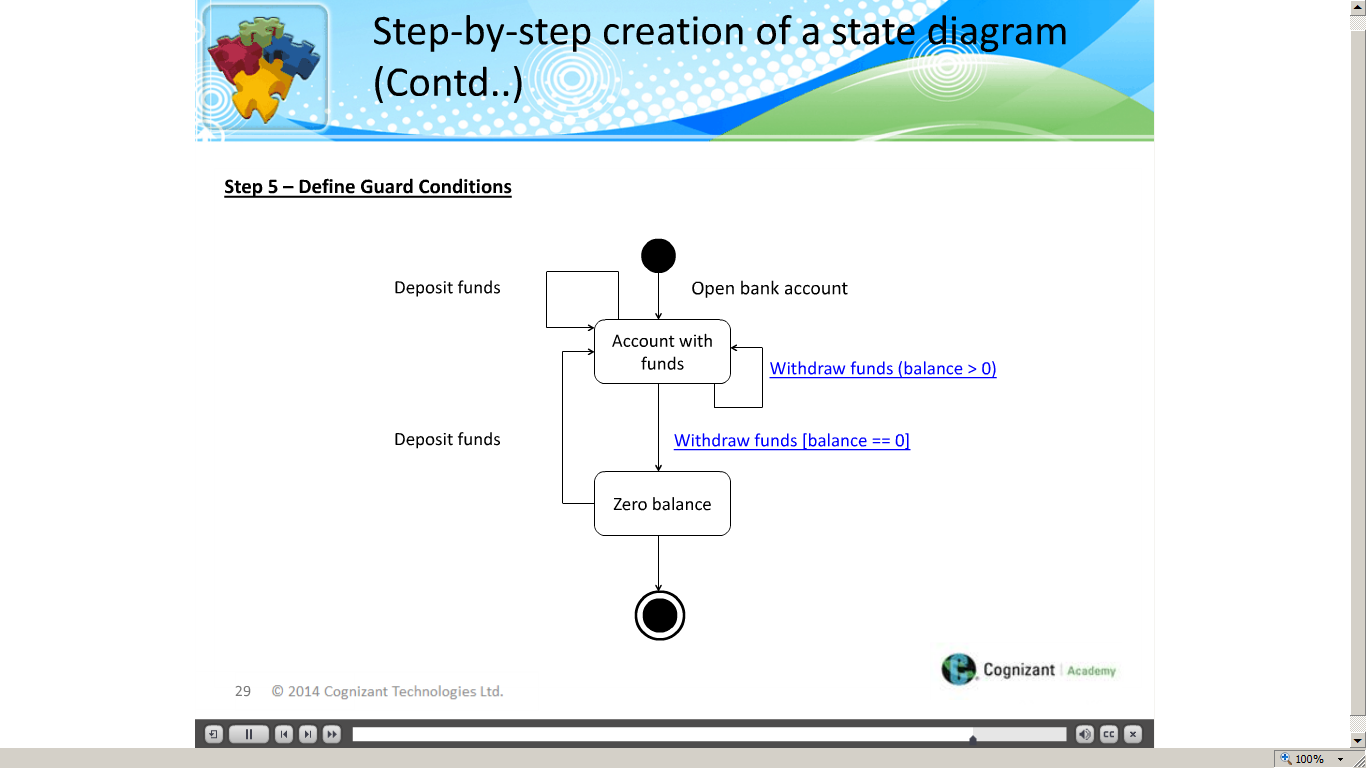 Step-by-step creation of a state diagram
(Contd..)
Step 5 – Define Guard Conditions
Deposit funds
Open bank account
Account with
funds
Withdraw funds (balance > 0)
Deposit funds
Withdraw funds [balance == 0]
Zero balance
Cognizant | Academy
29 © 2014 Cognizant Technologies Ltd.
CC
100%